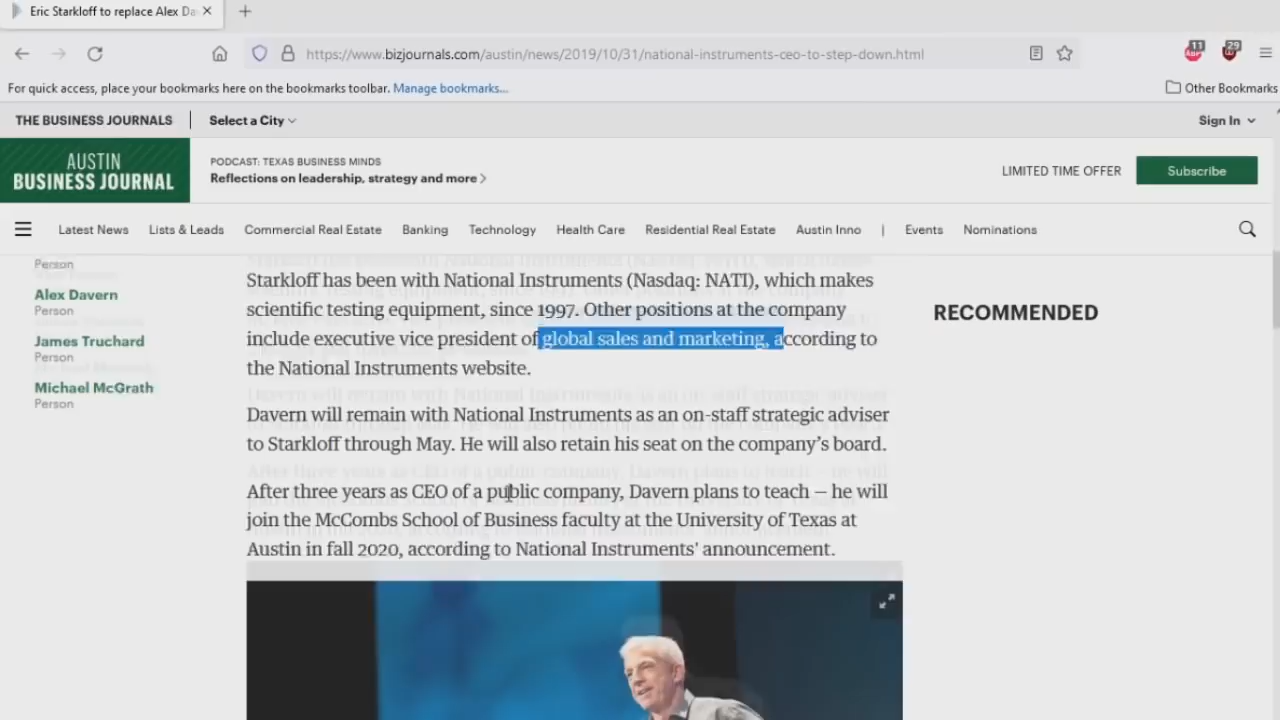 Eric Starkloff to replace Alex Da
https://www.bizjournals.com/austin/news/2019/10/31/national-instruments-ceo-to-step-down.html
11
29
For quick access, place your bookmarks here on the bookmarks toolbar. Manage bookmarks...
Other Bookmarks
THE BUSINESS JOURNALS
Select a City
Sign In
AUSTIN
BUSINESS JOURNAL
PODCAST: TEXAS BUSINESS MINDS
Reflections on leadership, strategy and more
LIMITED TIME OFFER
Subscribe
Latest News Lists & Leads Commercial Real Estate Banking Technology Health Care Residential Real Estate Austin Inno | Events Nominations
Person
Alex Davern
Person
James Truchard
Person
Michael McGrath
Person
Starkloff has been with National Instruments (Nasdaq: NATI), which makes
scientific testing equipment, since 1997. Other positions at the company
include executive vice president of global sales and marketing, according to
the National Instruments website.
Davern will remain with National Instruments as an on-staff strategic adviser
to Starkloff through May. He will also retain his seat on the company's board.
After three years as CEO of a public company, Davern plans to teach — he will
join the McCombs School of Business faculty at the University of Texas at
Austin in fall 2020, according to National Instruments' announcement.
RECOMMENDED